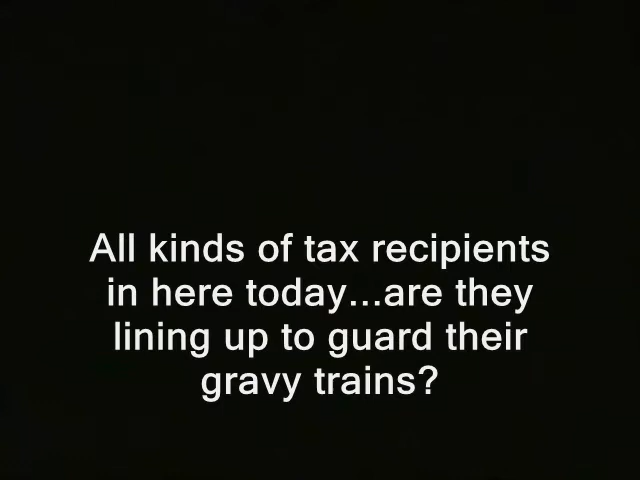 All kinds of tax recipients
in here today...are they
lining up to guard their
gravy trains?